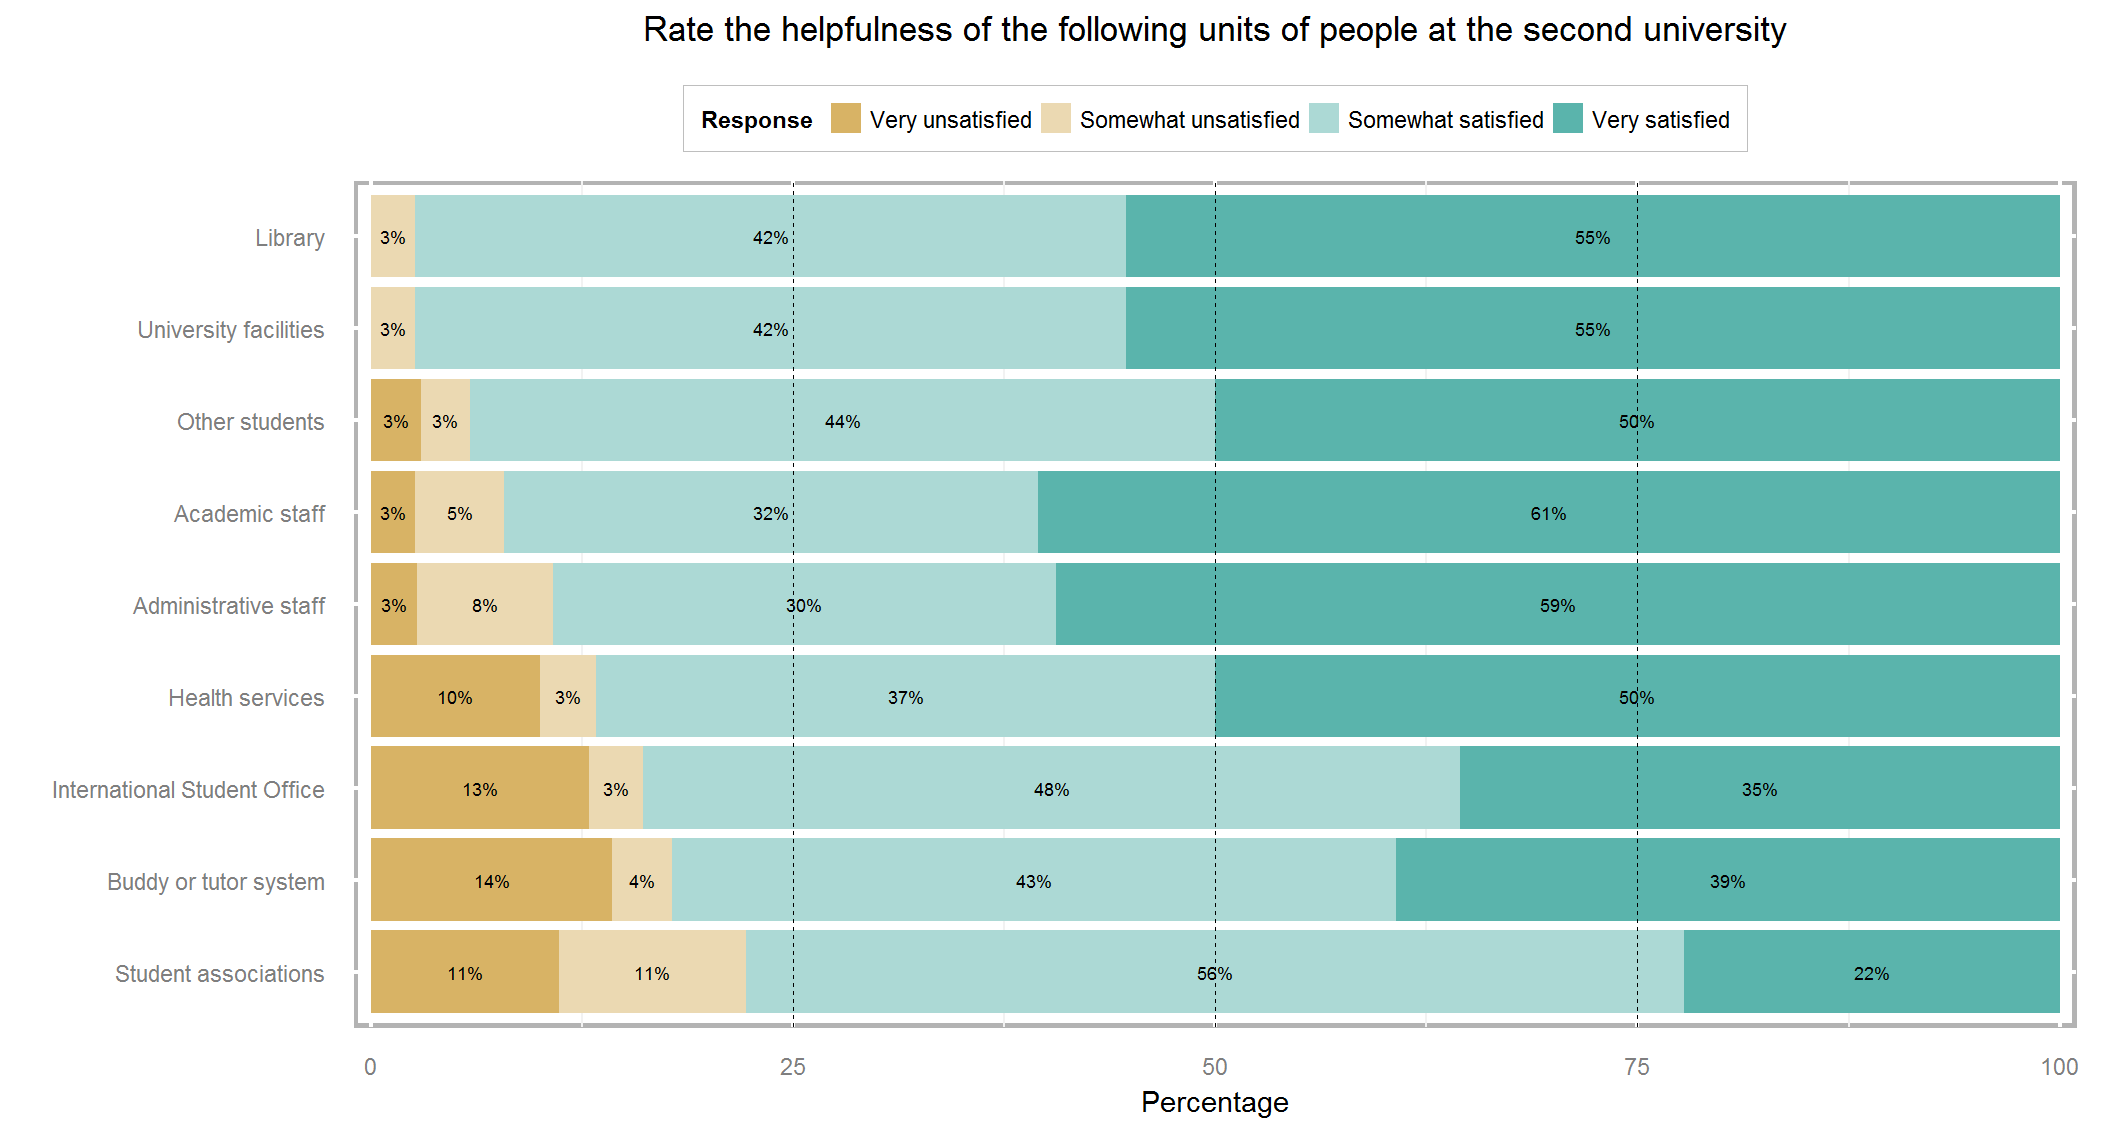 Rate the helpfulness of the following units of people at the second university
Response Very unsatisfied Somewhat unsatisfied Somewhat satisfied Very satisfied
Library 3% 42% 55%
University facilities 3% 42% 55%
Other students 3% 3% 44% 50%
Academic staff 3% 5% 32% 61%
Administrative staff 3% 8% 30% 59%
Health services 10% 3% 37% 50%
International Student Office 13% 3% 48% 35%
Buddy or tutor system 14% 4% 43% 39%
Student associations 11% 11% 56% 22%
0 25 50 75 100
Percentage